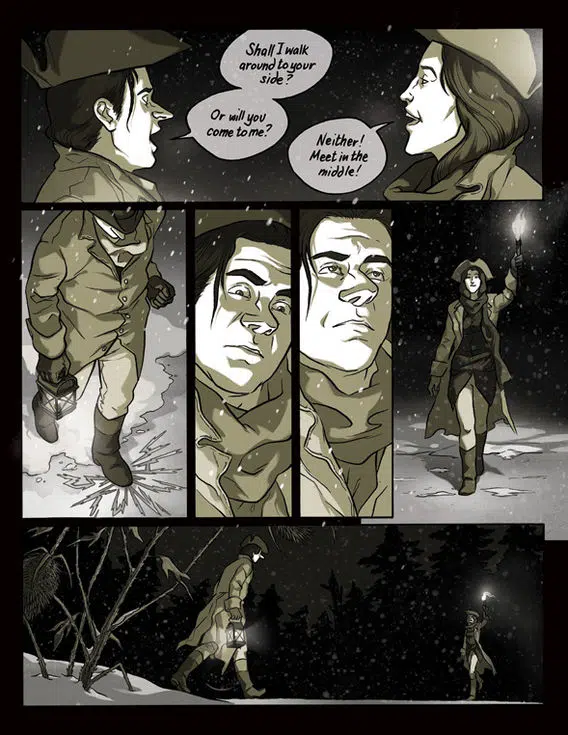 Shall I walk
around to your
side?
Or will you
come to me?
Neither!
Meet in the
middle!